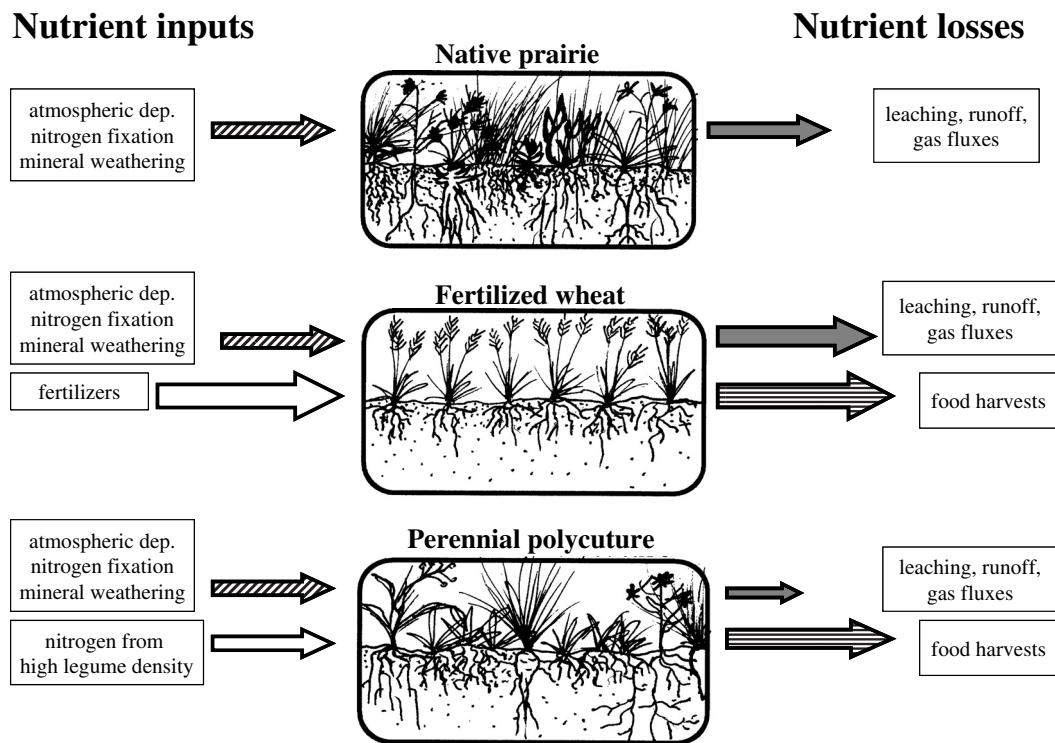 Nutrient inputs
Nutrient losses
Native prairie
atmospheric dep.
nitrogen fixation
mineral weathering
leaching, runoff,
gas fluxes
Fertilized wheat
atmospheric dep.
nitrogen fixation
mineral weathering
fertilizers
leaching, runoff,
gas fluxes
food harvests
Perennial polycuture
atmospheric dep.
nitrogen fixation
mineral weathering
nitrogen from
high legume density
leaching, runoff,
gas fluxes
food harvests